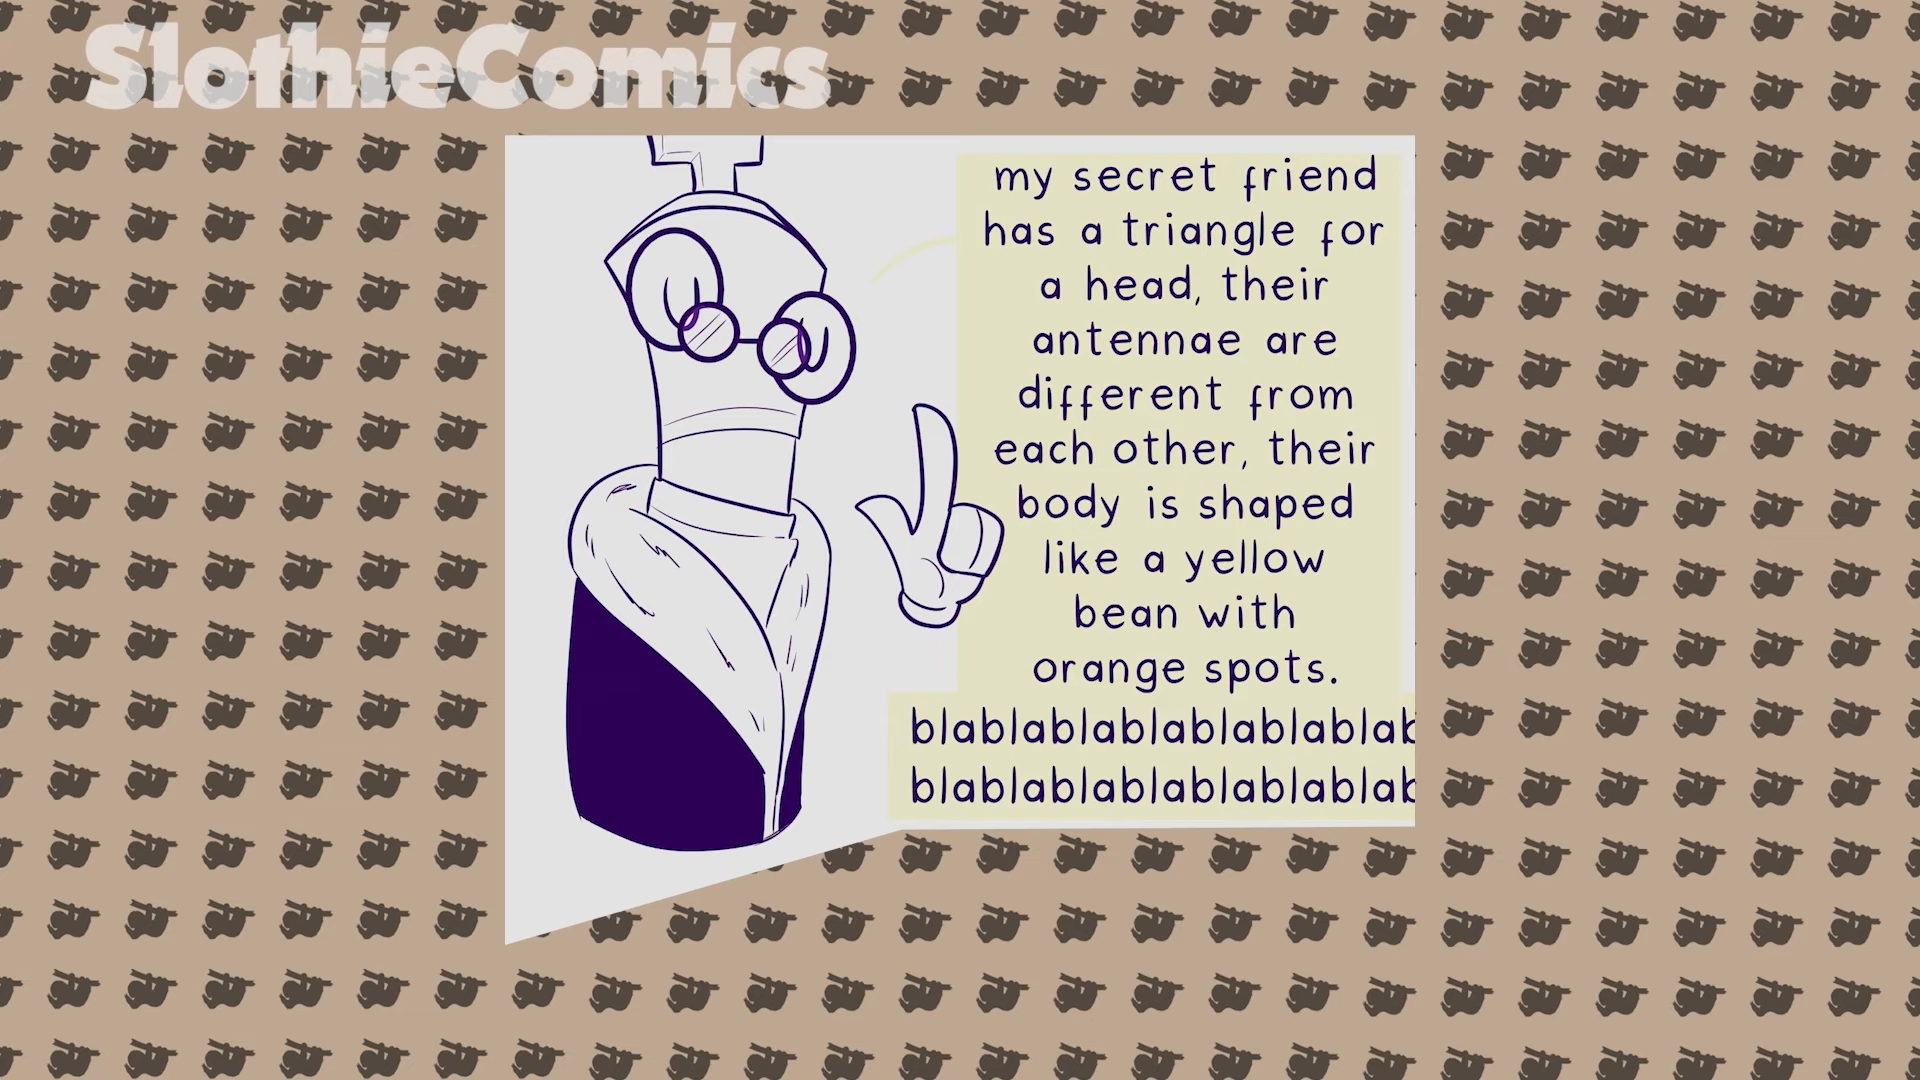 SlothieComics
my secret friend
has a triangle for
a head, their
antennae are
different from
each other, their
body is shaped
like a yellow
bean with
orange spots.
blablablablablablablab
blablablablablablablab